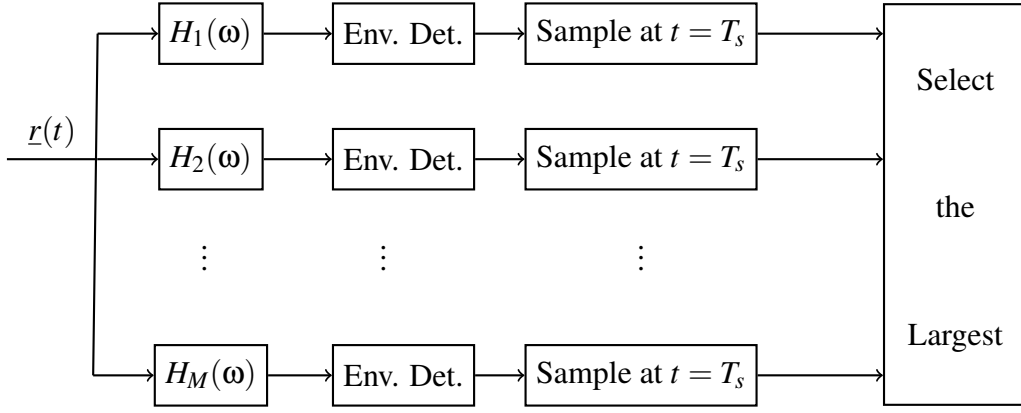 H₁(ω) Env. Det. Sample at t = Tₛ
Select
r(t)
H₂(ω) Env. Det. Sample at t = Tₛ
the
⋮ ⋮ ⋮
Largest
H_M(ω) Env. Det. Sample at t = Tₛ